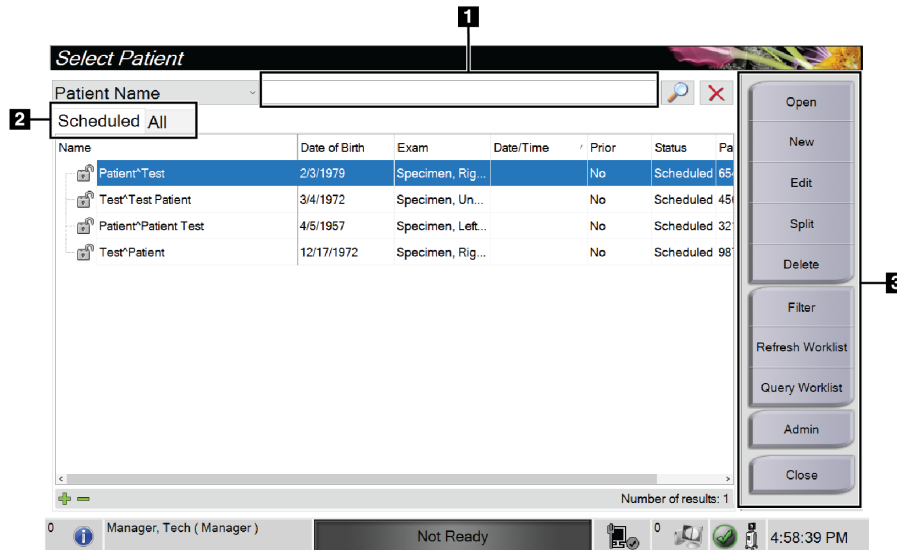 1
Select Patient
Patient Name
2
Scheduled All
Name Date of Birth Exam Date/Time Prior Status Pa
Patient^Test 2/3/1979 Specimen, Rig... No Scheduled 654
Test^Test Patient 3/4/1972 Specimen, Un... No Scheduled 456
Patient^Patient Test 4/5/1957 Specimen, Left... No Scheduled 32
Test^Patient 12/17/1972 Specimen, Rig... No Scheduled 98
Open
New
Edit
Split
Delete
3
Filter
Refresh Worklist
Query Worklist
Admin
Close
Number of results: 1
0 Manager, Tech ( Manager ) Not Ready 0 4:58:39 PM